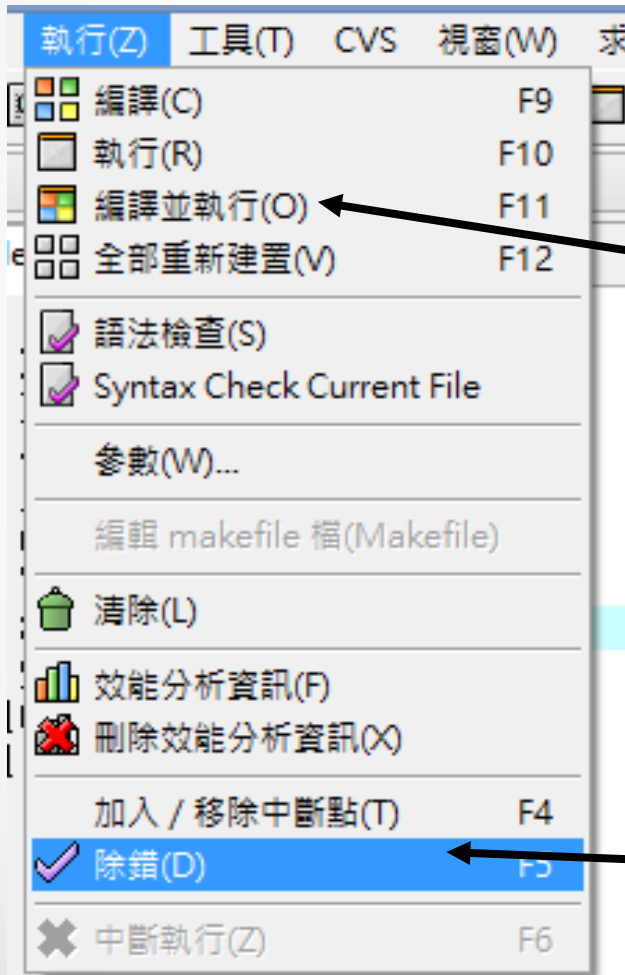 執行(Z) 工具(T) CVS 視窗(W) 求
編譯(C) F9
執行(R) F10
編譯並執行(O) F11
全部重新建置(V) F12
語法檢查(S)
Syntax Check Current File
參數(W)...
編輯 makefile 檔(Makefile)
清除(L)
效能分析資訊(F)
刪除效能分析資訊(X)
加入 / 移除中斷點(T) F4
除錯(D) F5
中斷執行(Z) F6